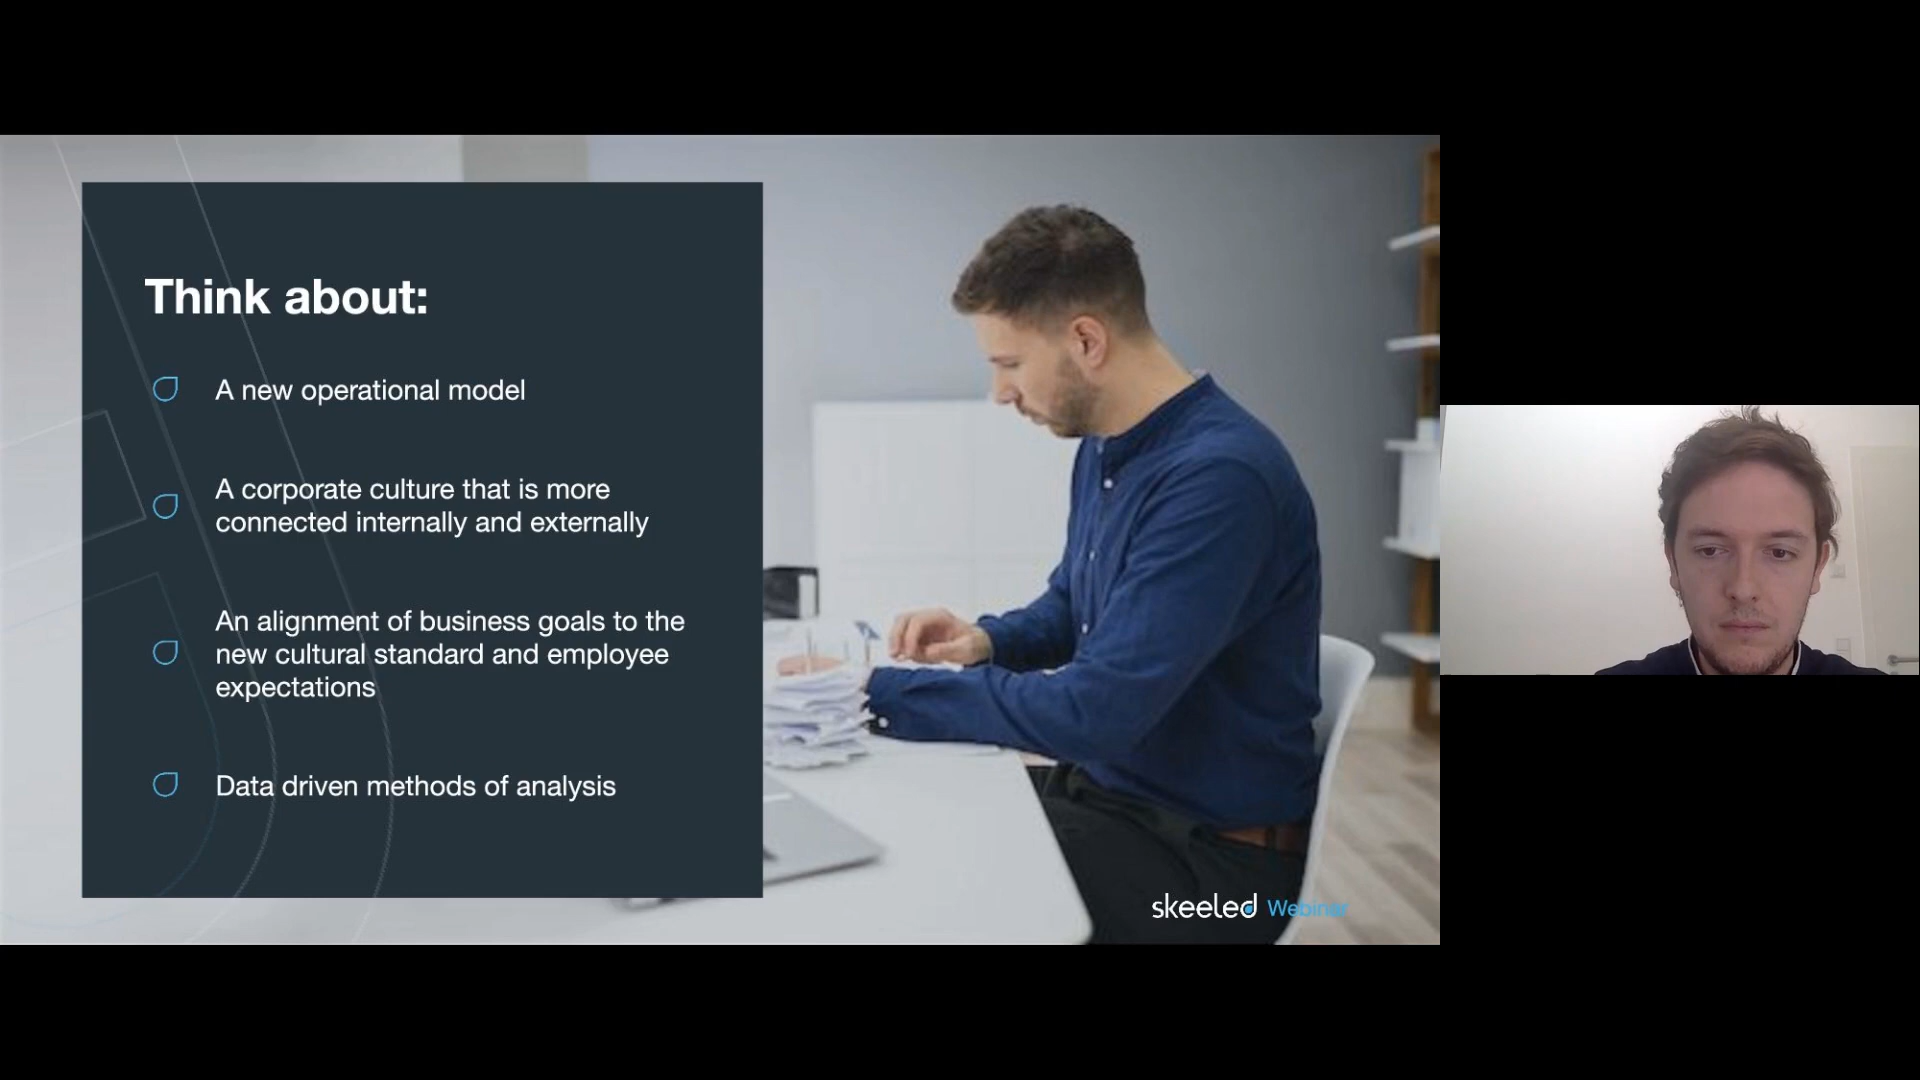 Think about:
A new operational model
A corporate culture that is more
connected internally and externally
An alignment of business goals to the
new cultural standard and employee
expectations
Data driven methods of analysis
skeeled Webinar